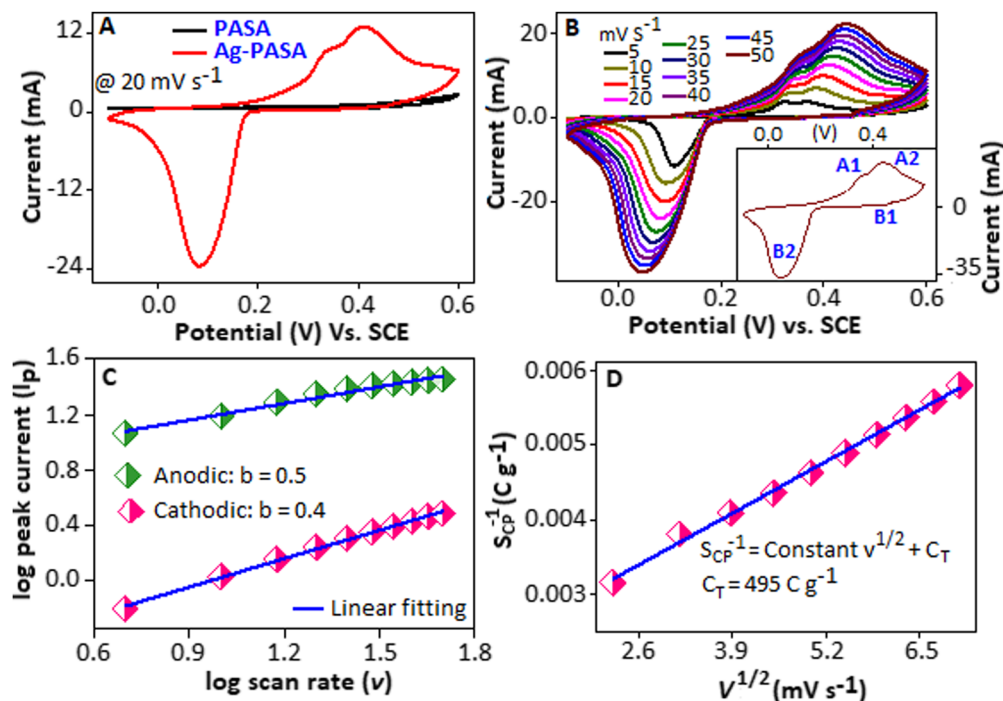 A
PASA
Ag-PASA
@ 20 mV S⁻¹
12
0
-12
-24
Current (mA)
0.0 0.2 0.4 0.6
Potential (V) Vs. SCE
B
mV S⁻¹
5
10
15
20
25
30
35
40
45
50
20
0.0
-20
Current (mA)
0.0 0.2 0.4 0.6
Potential (V) vs. SCE
0.0 (V) 0.4
A1
A2
B1
B2
0
-35
Current (mA)
C
1.6
1.2
0.8
0.4
0.0
log peak current (Ip)
Anodic: b = 0.5
Cathodic: b = 0.4
Linear fitting
0.6 0.9 1.2 1.5 1.8
log scan rate (v)
D
0.006
0.005
0.004
0.003
S_CP⁻¹ (C g⁻¹)
S_CP⁻¹ = Constant v^1/2 + C_T
C_T = 495 C g⁻¹
2.6 3.9 5.2 6.5
V^1/2 (mV s⁻¹)